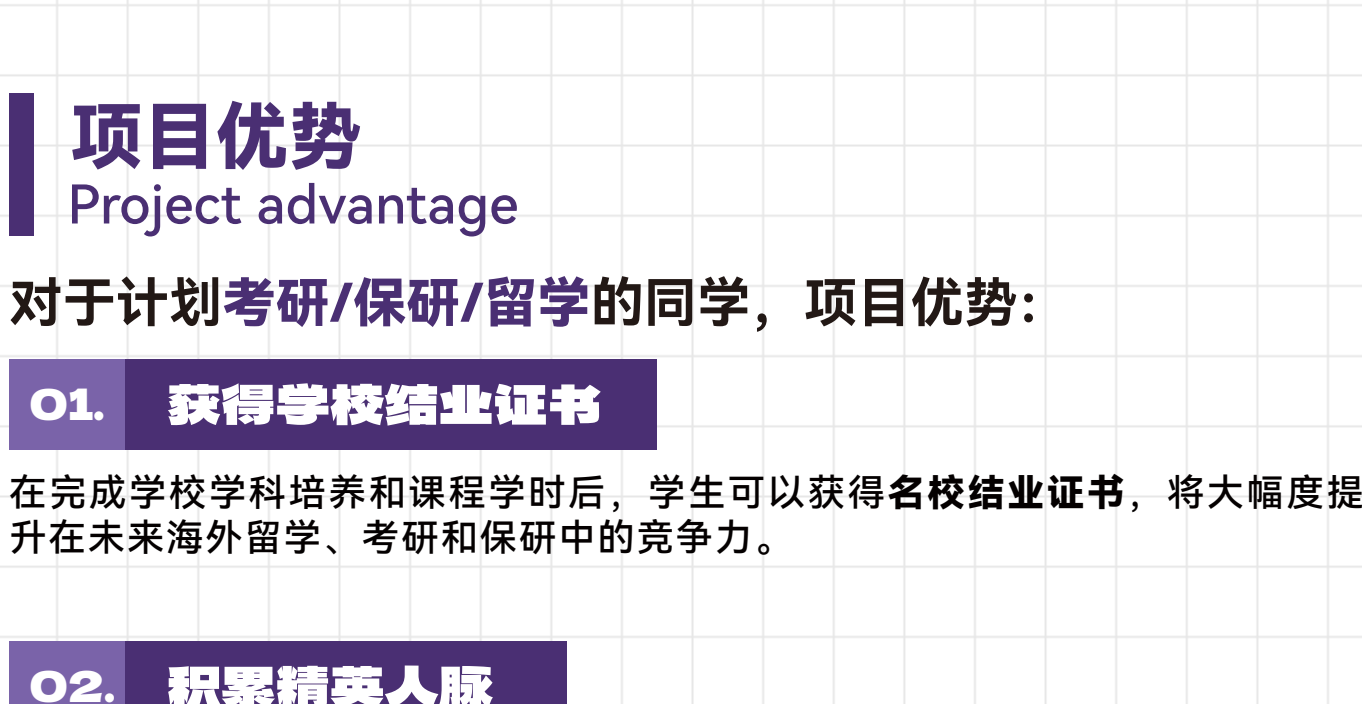 项目优势
Project advantage
对于计划考研/保研/留学的同学，项目优势：
01. 获得学校结业证书
在完成学校学科培养和课程学时后，学生可以获得名校结业证书，将大幅度提
升在未来海外留学、考研和保研中的竞争力。
02. 积累精英人脉